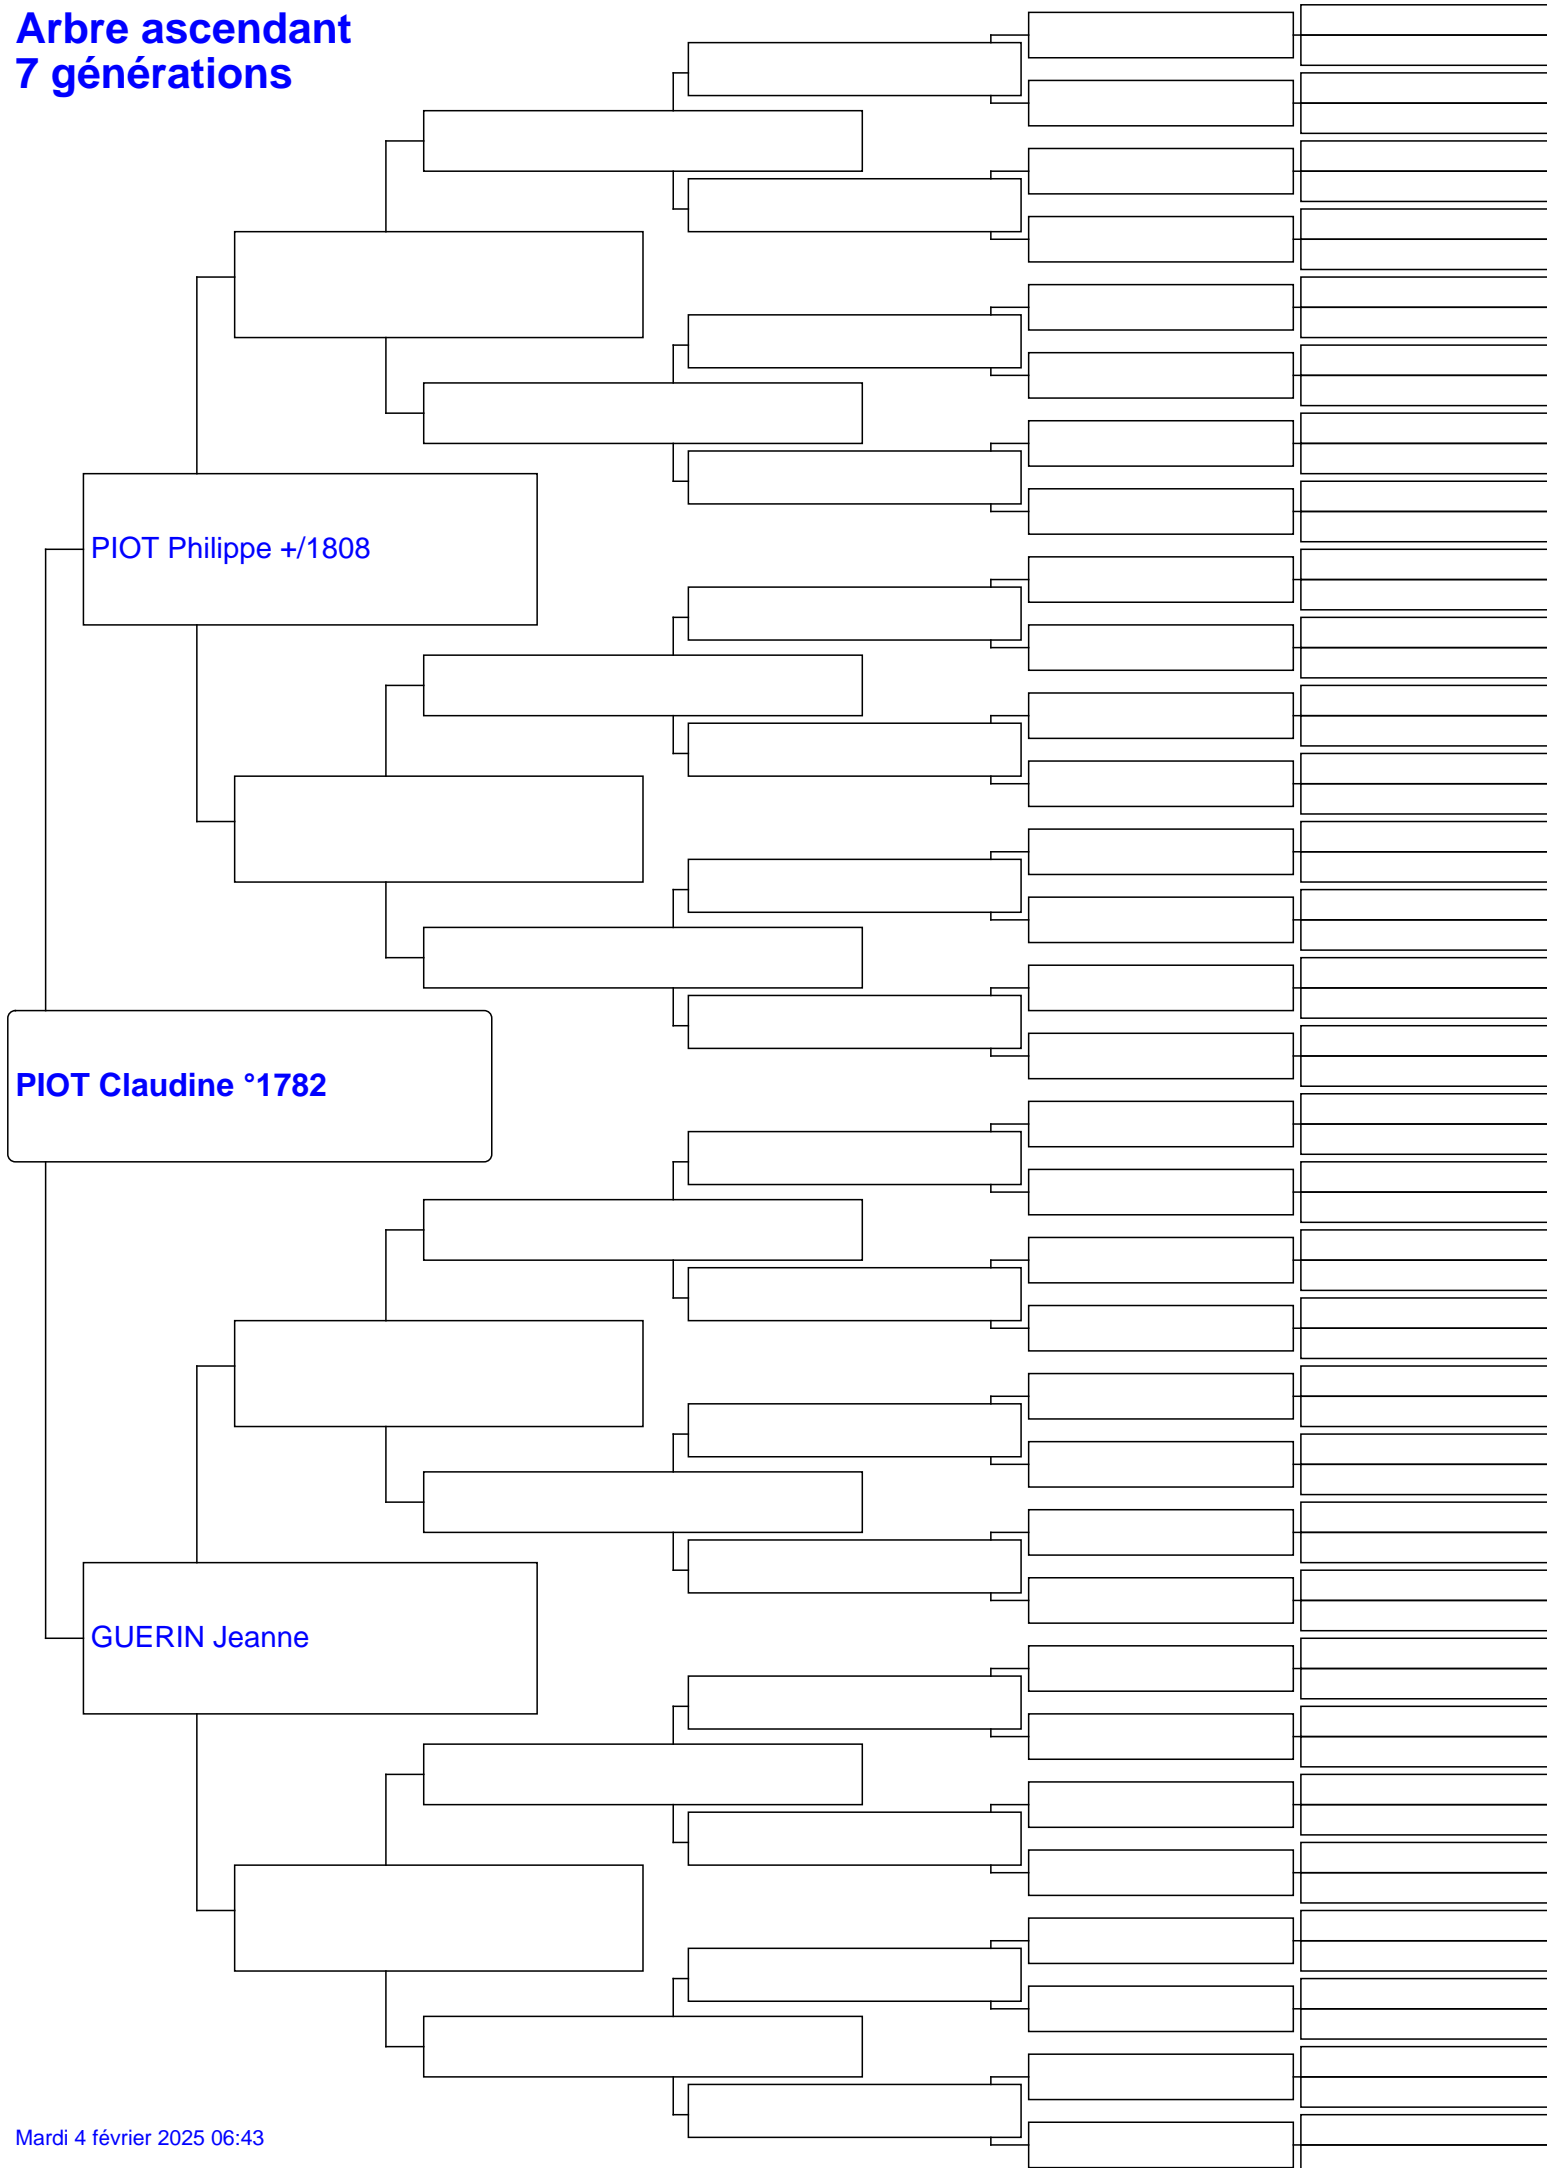 Arbre ascendant
7 générations
PIOT Philippe +/1808
PIOT Claudine °1782
GUERIN Jeanne
Mardi 4 février 2025 06:43